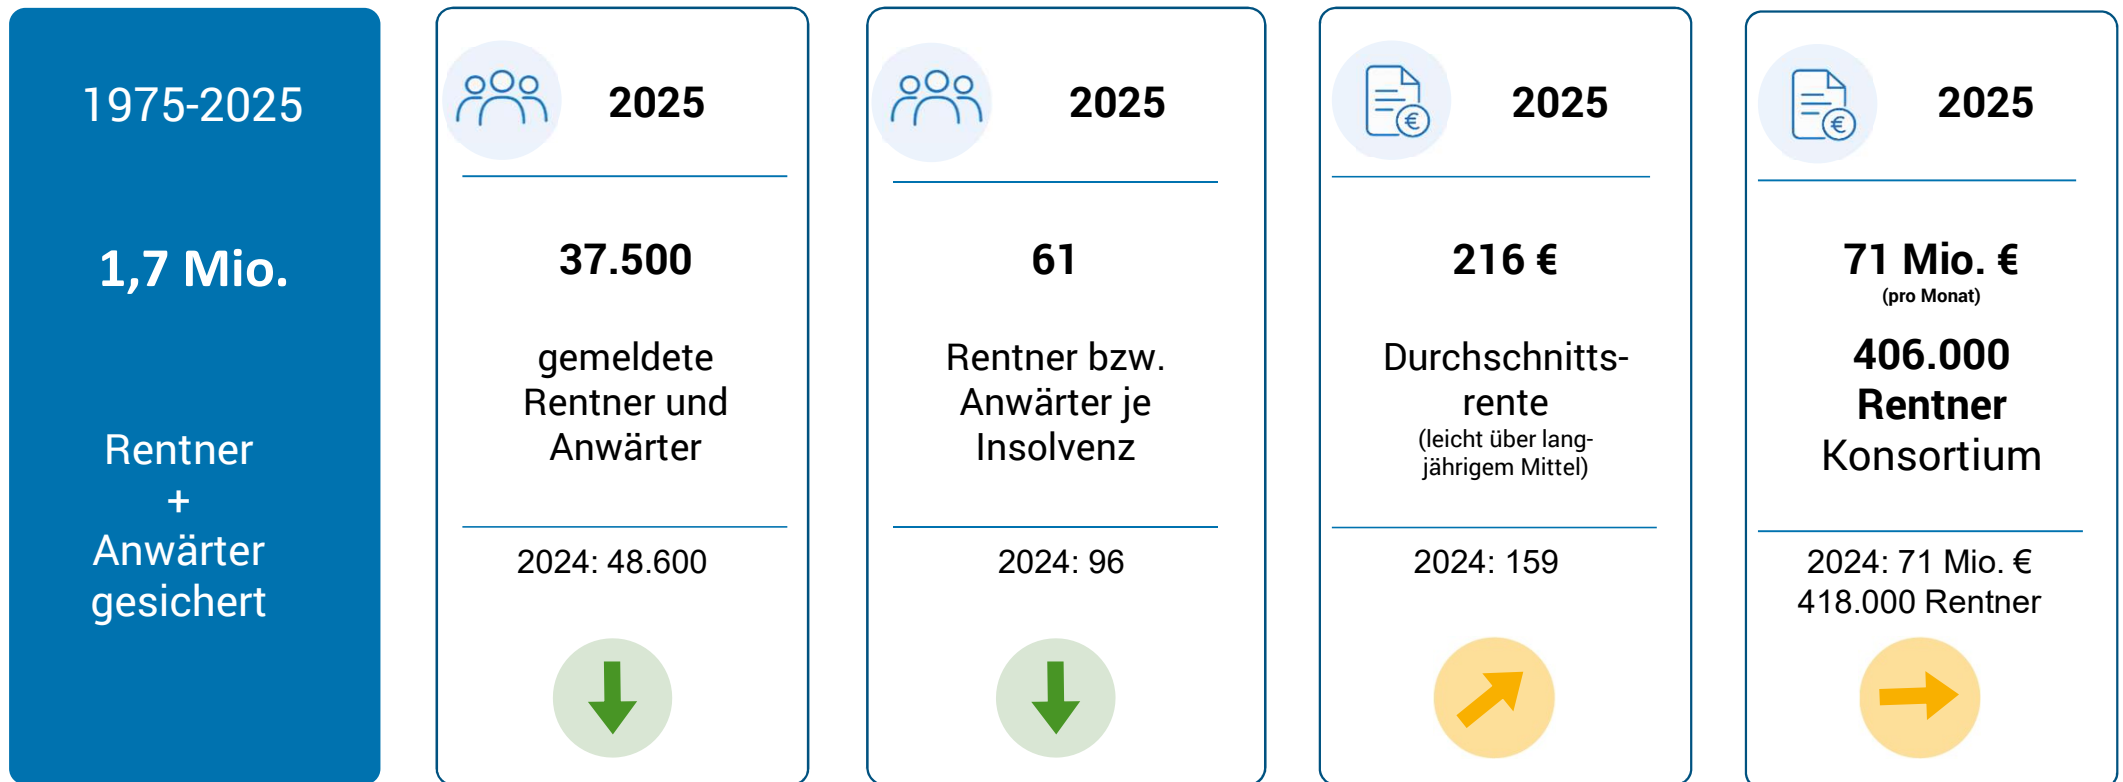 1975-2025
1,7 Mio.
Rentner
+
Anwärter
gesichert
2025
37.500
gemeldete
Rentner und
Anwärter
2024: 48.600
2025
61
Rentner bzw.
Anwärter je
Insolvenz
2024: 96
€
2025
216 €
Durchschnitts-
rente
(leicht über lang-
jährigem Mittel)
2024: 159
€
2025
71 Mio. €
(pro Monat)
406.000
Rentner
Konsortium
2024: 71 Mio. €
418.000 Rentner